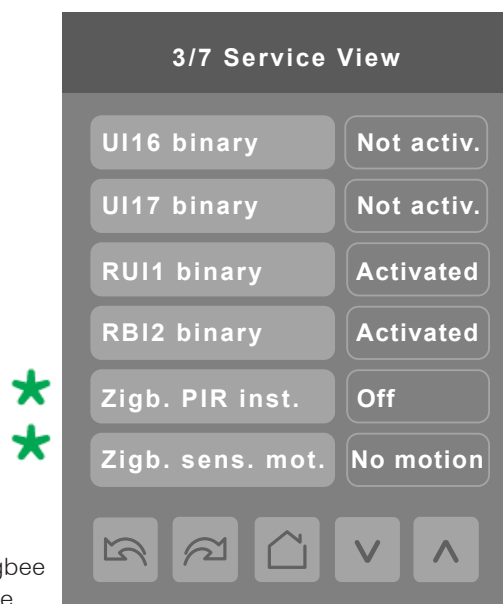 3/7 Service View
UI16 binary Not activ.
UI17 binary Not activ.
RUI1 binary Activated
RBI2 binary Activated
Zigb. PIR inst. Off
Zigb. sens. mot. No motion